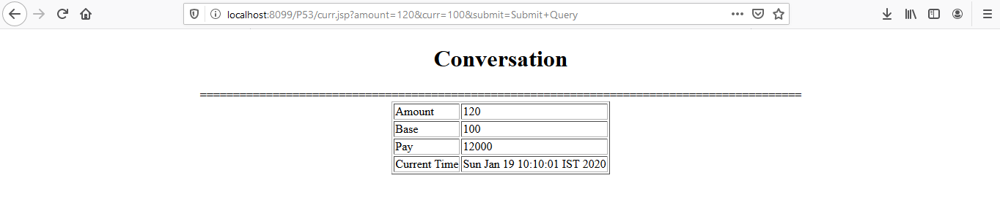 localhost:8099/P53/curr.jsp?amount=120&curr=100&submit=Submit+Query
Conversation
===========================================================================================
Amount 120
Base 100
Pay 12000
Current Time Sun Jan 19 10:10:01 IST 2020